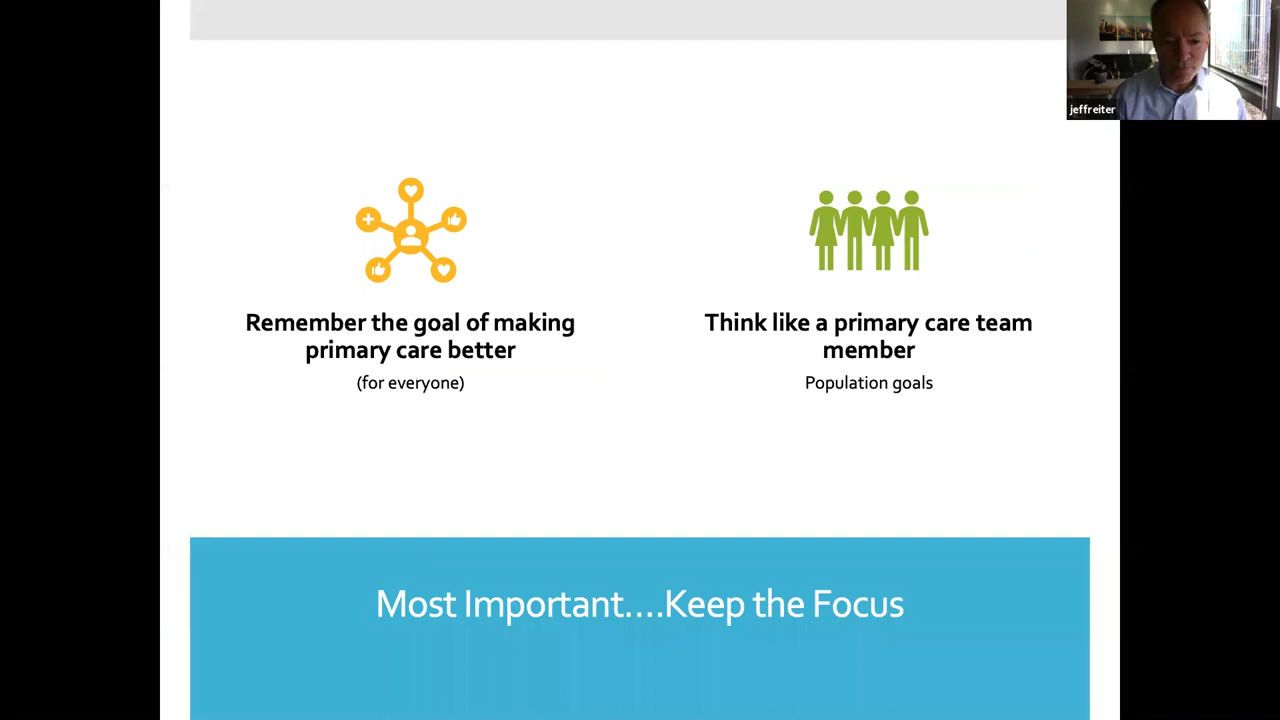 jeffreiter
Remember the goal of making
primary care better
(for everyone)
Think like a primary care team
member
Population goals
Most Important....Keep the Focus